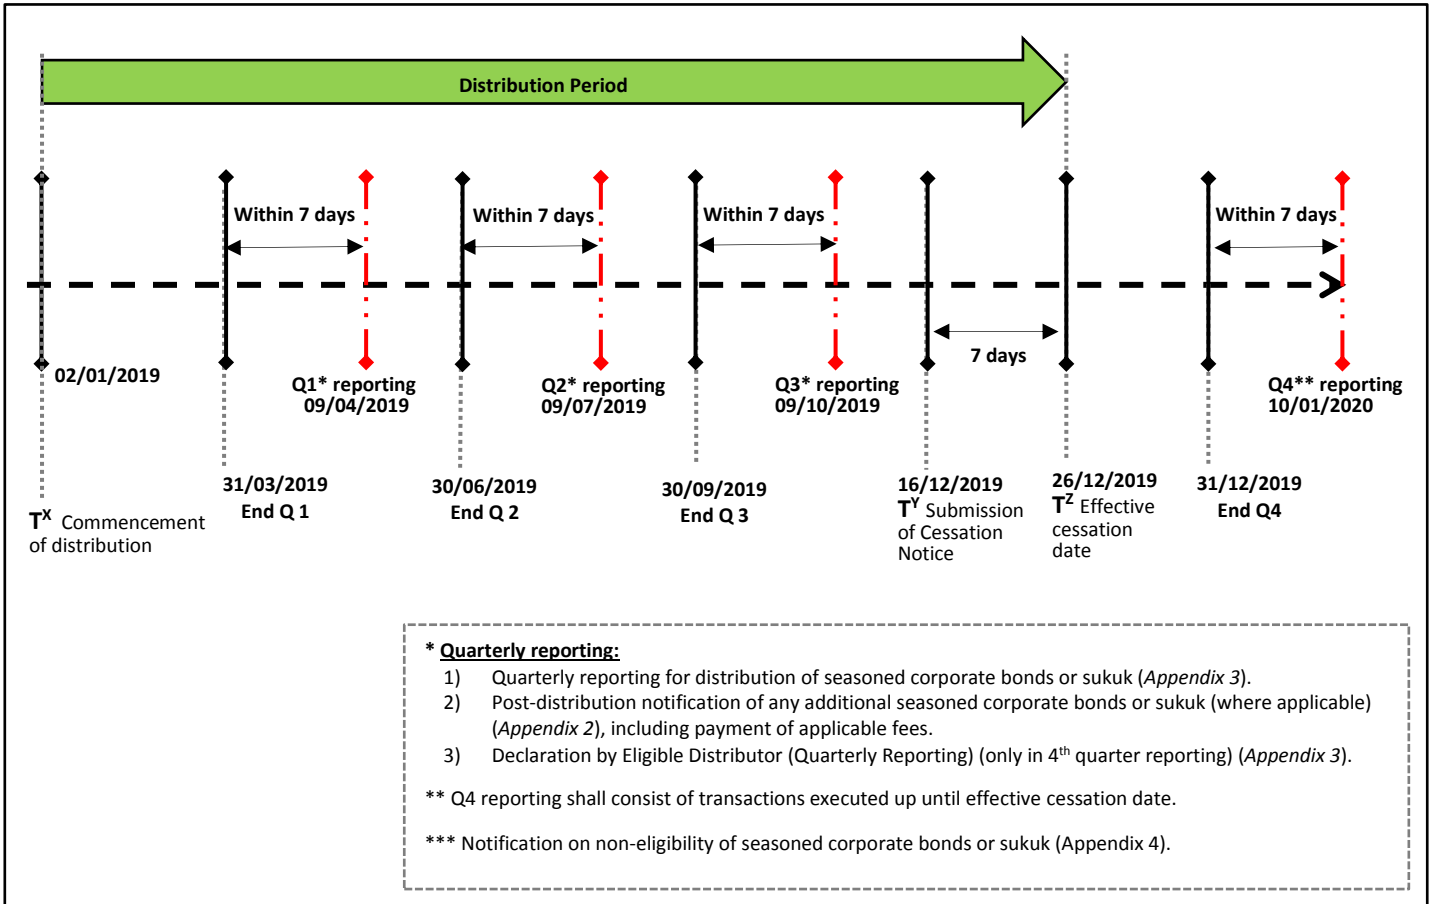 Distribution Period
Within 7 days
Within 7 days
Within 7 days
Within 7 days
7 days
02/01/2019
Q1* reporting
09/04/2019
Q2* reporting
09/07/2019
Q3* reporting
09/10/2019
Q4** reporting
10/01/2020
T^X Commencement
of distribution
31/03/2019
End Q 1
30/06/2019
End Q 2
30/09/2019
End Q 3
16/12/2019
T^Y Submission
of Cessation
Notice
26/12/2019
T^Z Effective
cessation
date
31/12/2019
End Q4
* Quarterly reporting:
1) Quarterly reporting for distribution of seasoned corporate bonds or sukuk (Appendix 3).
2) Post-distribution notification of any additional seasoned corporate bonds or sukuk (where applicable)
(Appendix 2), including payment of applicable fees.
3) Declaration by Eligible Distributor (Quarterly Reporting) (only in 4th quarter reporting) (Appendix 3).
** Q4 reporting shall consist of transactions executed up until effective cessation date.
*** Notification on non-eligibility of seasoned corporate bonds or sukuk (Appendix 4).